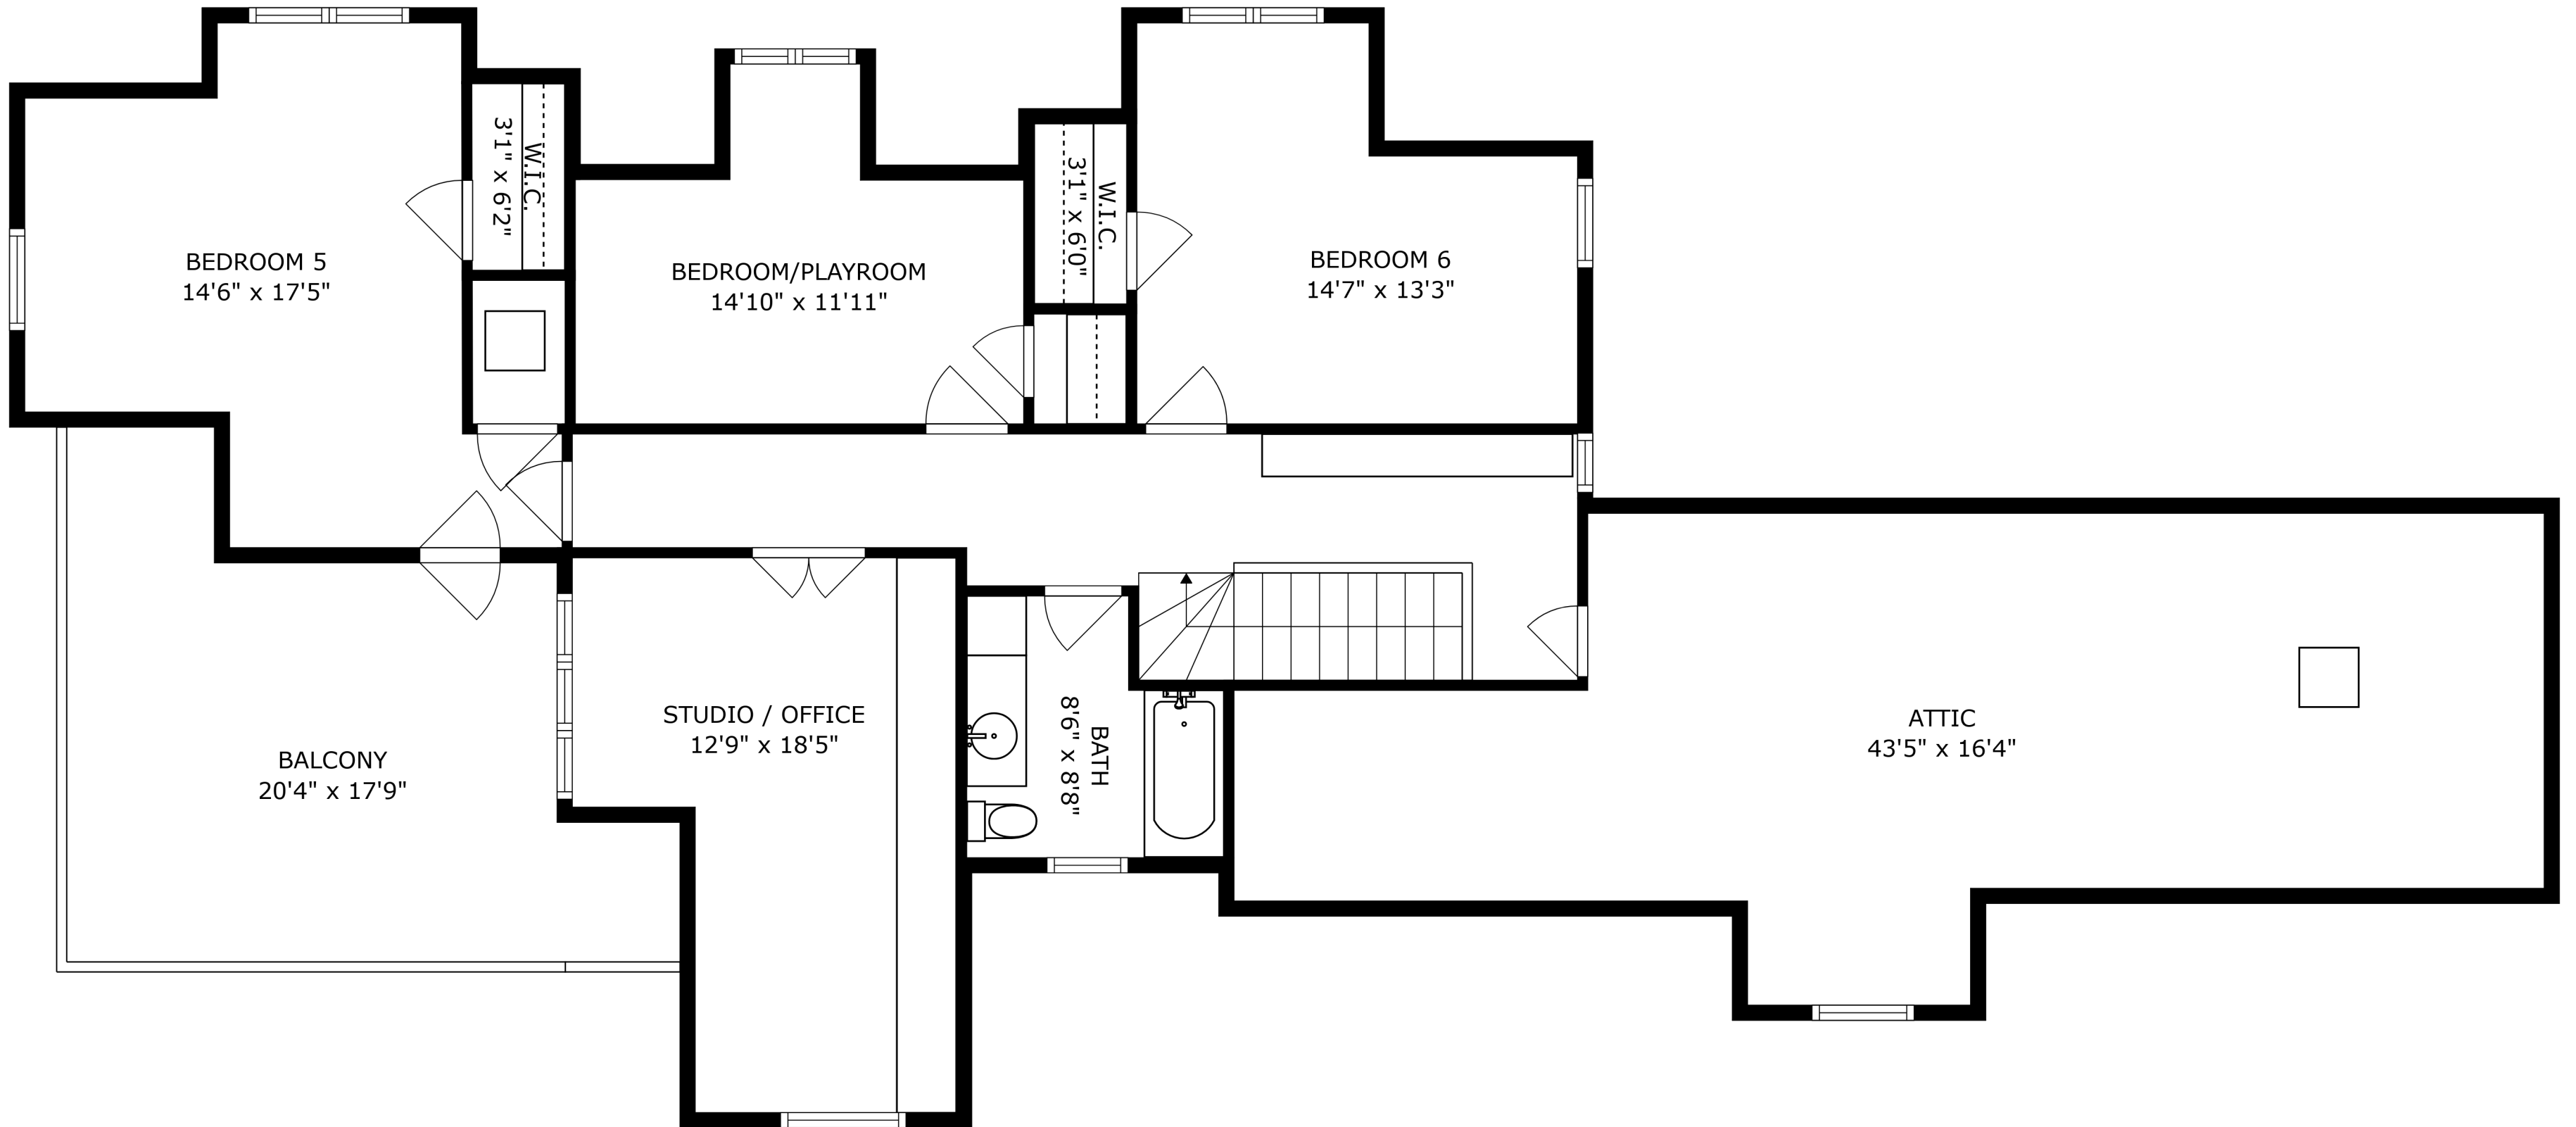 W.I.C.
3'1" x 6'2"
W.I.C.
3'1" x 6'0"
BEDROOM 5
14'6" x 17'5"
BEDROOM/PLAYROOM
14'10" x 11'11"
BEDROOM 6
14'7" x 13'3"
BALCONY
20'4" x 17'9"
STUDIO / OFFICE
12'9" x 18'5"
BATH
8'6" x 8'8"
ATTIC
43'5" x 16'4"